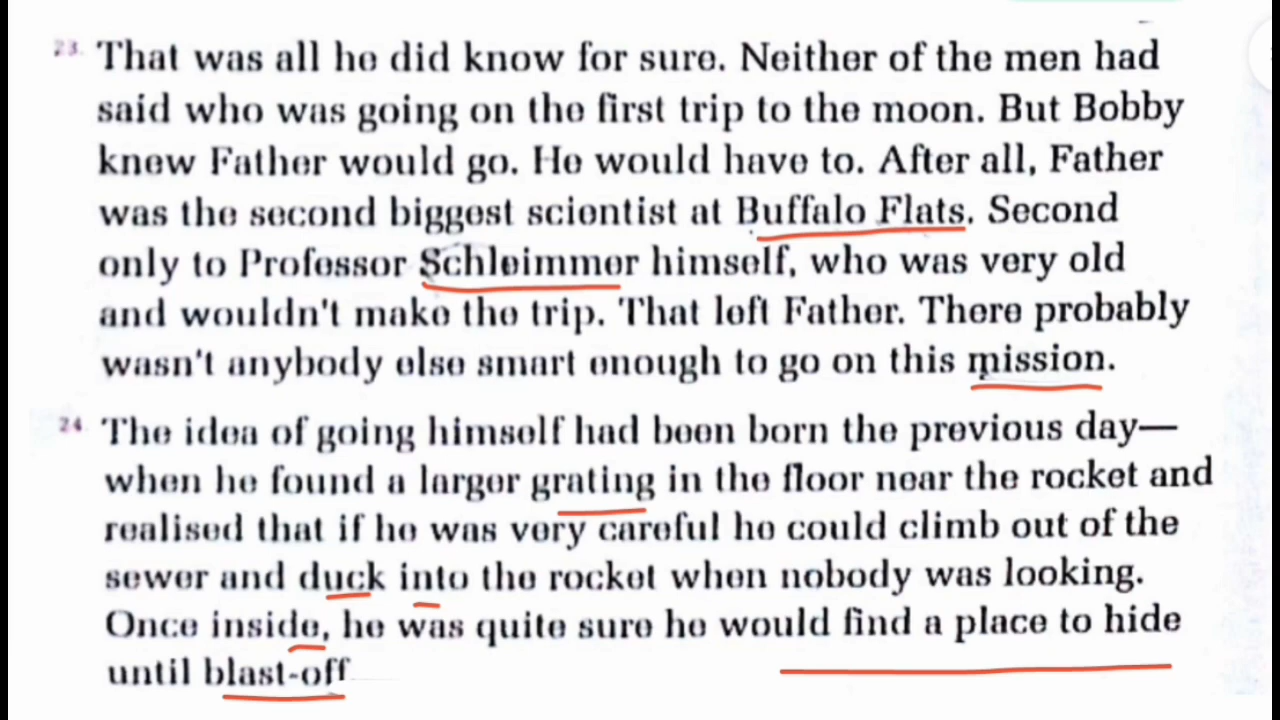 23. That was all he did know for sure. Neither of the men had
said who was going on the first trip to the moon. But Bobby
knew Father would go. He would have to. After all, Father
was the second biggest scientist at Buffalo Flats. Second
only to Professor Schleimmer himself, who was very old
and wouldn't make the trip. That left Father. There probably
wasn't anybody else smart enough to go on this mission.
24. The idea of going himself had been born the previous day—
when he found a larger grating in the floor near the rocket and
realised that if he was very careful he could climb out of the
sewer and duck into the rocket when nobody was looking.
Once inside, he was quite sure he would find a place to hide
until blast-off